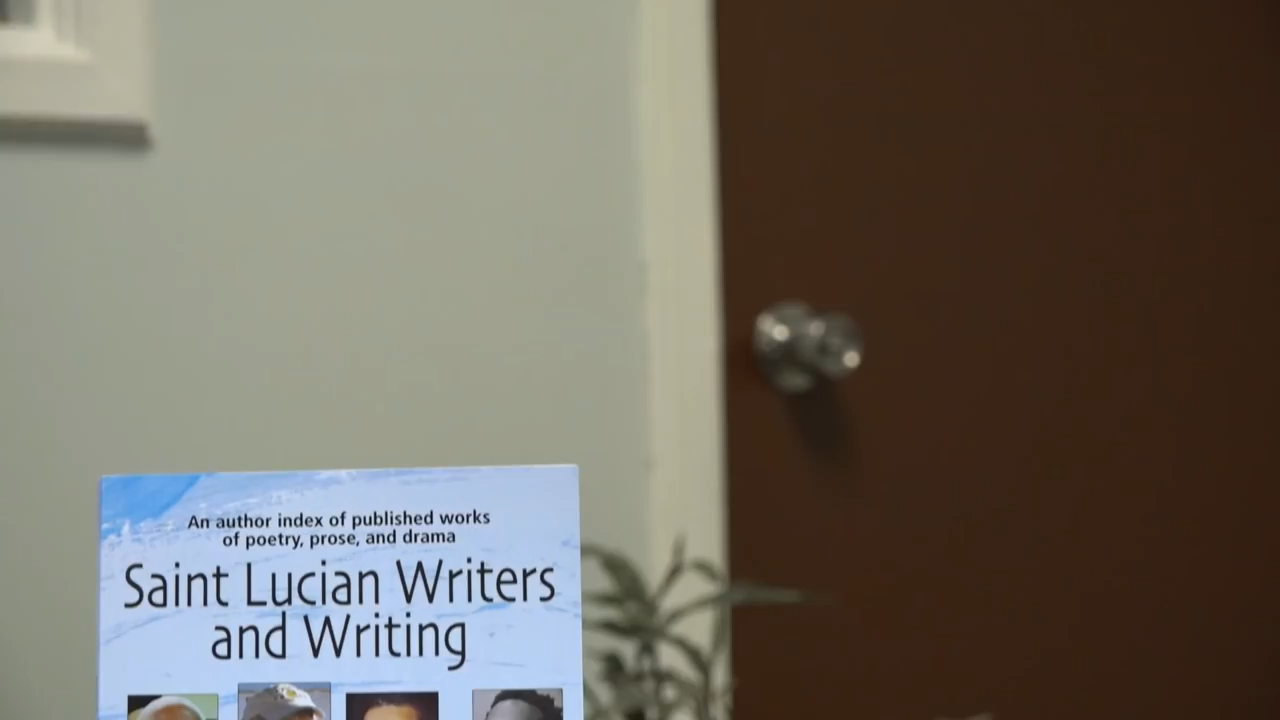 An author index of published works
of poetry, prose, and drama
Saint Lucian Writers
and Writing